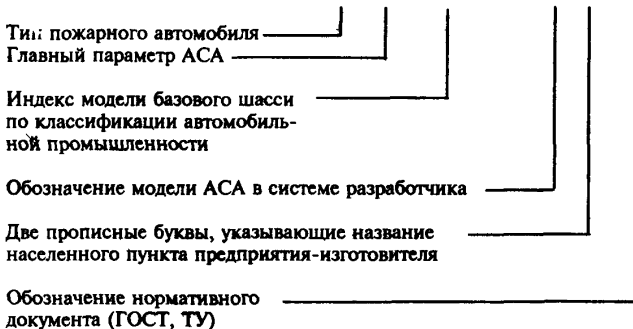 Тип пожарного автомобиля
Главный параметр АСА
Индекс модели базового шасси
по классификации автомобиль-
ной промышленности
Обозначение модели АСА в системе разработчика
Две прописные буквы, указывающие название
населенного пункта предприятия-изготовителя
Обозначение нормативного
документа (ГОСТ, ТУ)